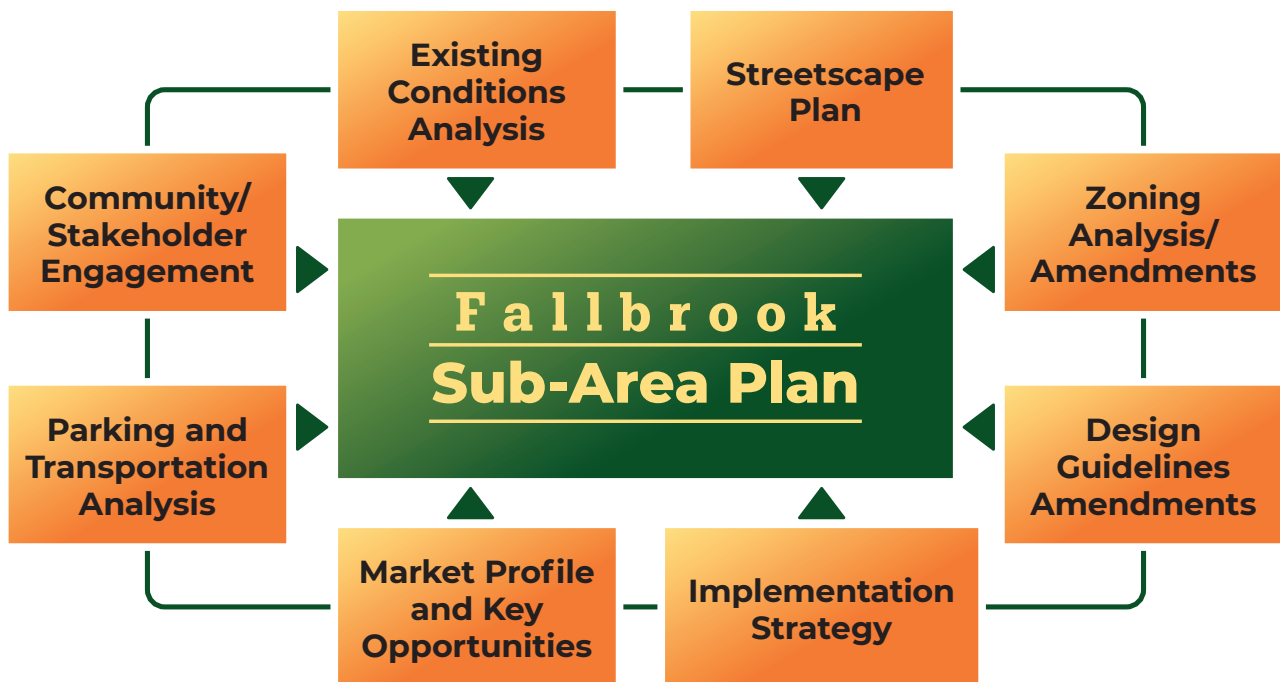 Existing
Conditions
Analysis
Streetscape
Plan
Community/
Stakeholder
Engagement
Zoning
Analysis/
Amendments
Fallbrook
Sub-Area Plan
Parking and
Transportation
Analysis
Design
Guidelines
Amendments
Market Profile
and Key
Opportunities
Implementation
Strategy